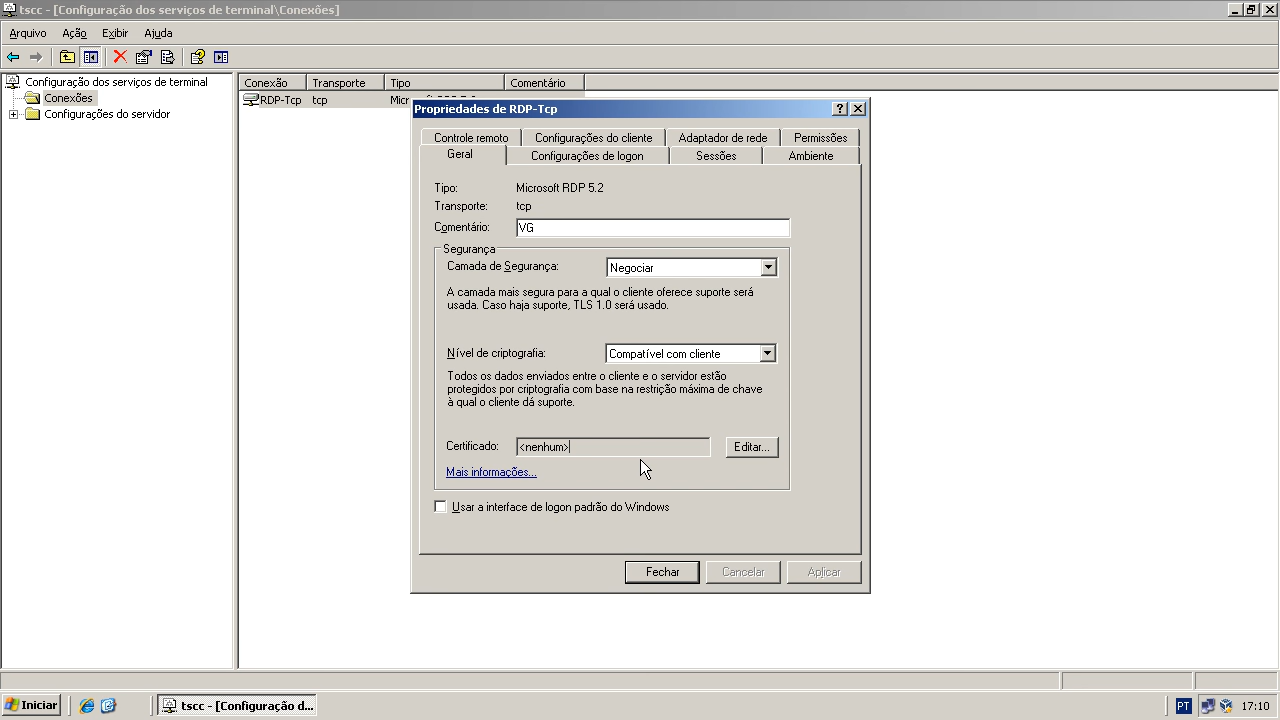 tscc - [Configuração dos serviços de terminal\Conexões]
Arquivo Ação Exibir Ajuda
Configuração dos serviços de terminal
Conexões
Configurações do servidor
Conexão Transporte Tipo Comentário
RDP-Tcp tcp
Propriedades de RDP-Tcp
Controle remoto Configurações do cliente Adaptador de rede Permissões
Geral Configurações de logon Sessões Ambiente
Tipo: Microsoft RDP 5.2
Transporte: tcp
Comentário: VG
Segurança
Camada de Segurança: Negociar
A camada mais segura para a qual o cliente oferece suporte será
usada. Caso haja suporte, TLS 1.0 será usado.
Nível de criptografia: Compatível com cliente
Todos os dados enviados entre o cliente e o servidor estão
protegidos por criptografia com base na restrição máxima de chave
à qual o cliente dá suporte.
Certificado: <nenhum> Editar...
Mais informações...
Usar a interface de logon padrão do Windows
Fechar Cancelar Aplicar
Iniciar tscc - [Configuração d... PT 17:10